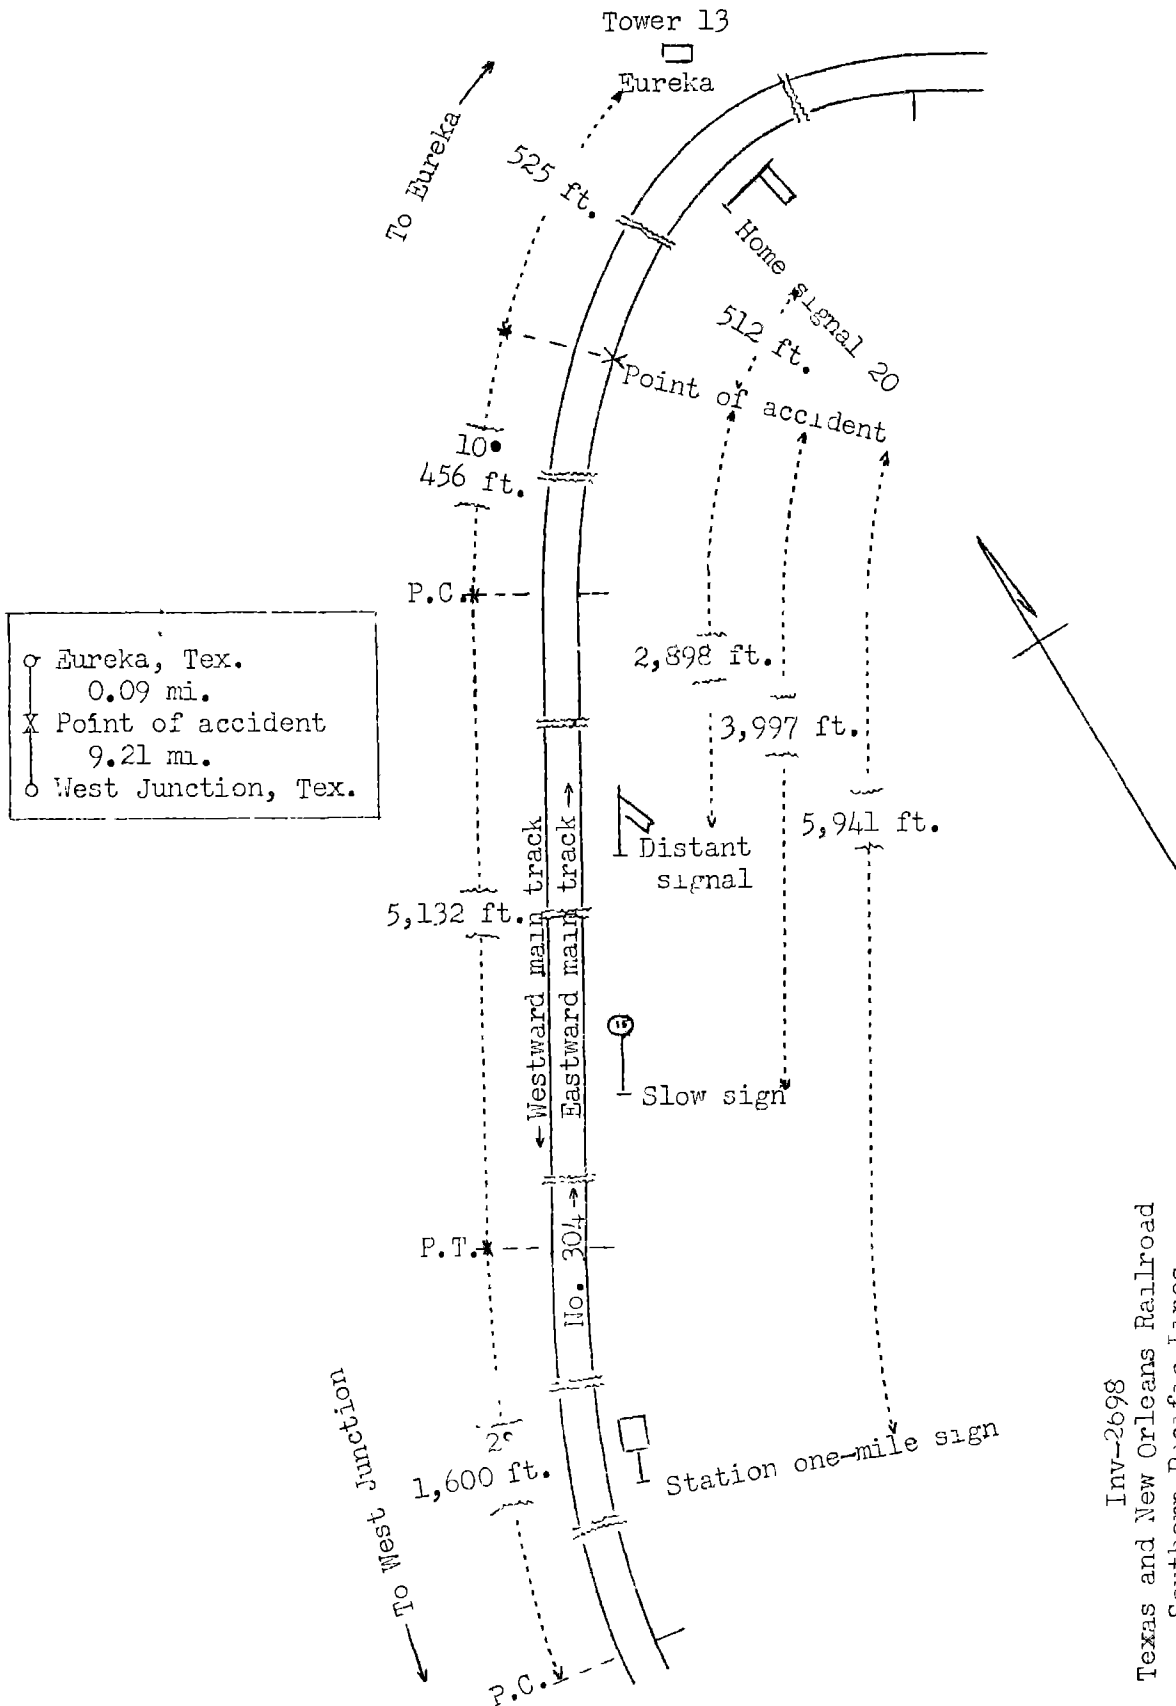 Tower 13
Eureka
To Eureka
525 ft.
Home signal 20
512 ft.
Point of accident
10°
456 ft.
P.C.
2,898 ft.
3,997 ft.
5,941 ft.
Eureka, Tex.
0.09 mi.
X Point of accident
9.21 mi.
West Junction, Tex.
Distant
signal
5,132 ft.
Westward main track
Eastward main track
15
Slow sign
P.T.
No. 304
To West Junction
2°
1,600 ft.
Station one-mile sign
P.C.
Inv-2698
Texas and New Orleans Railroad